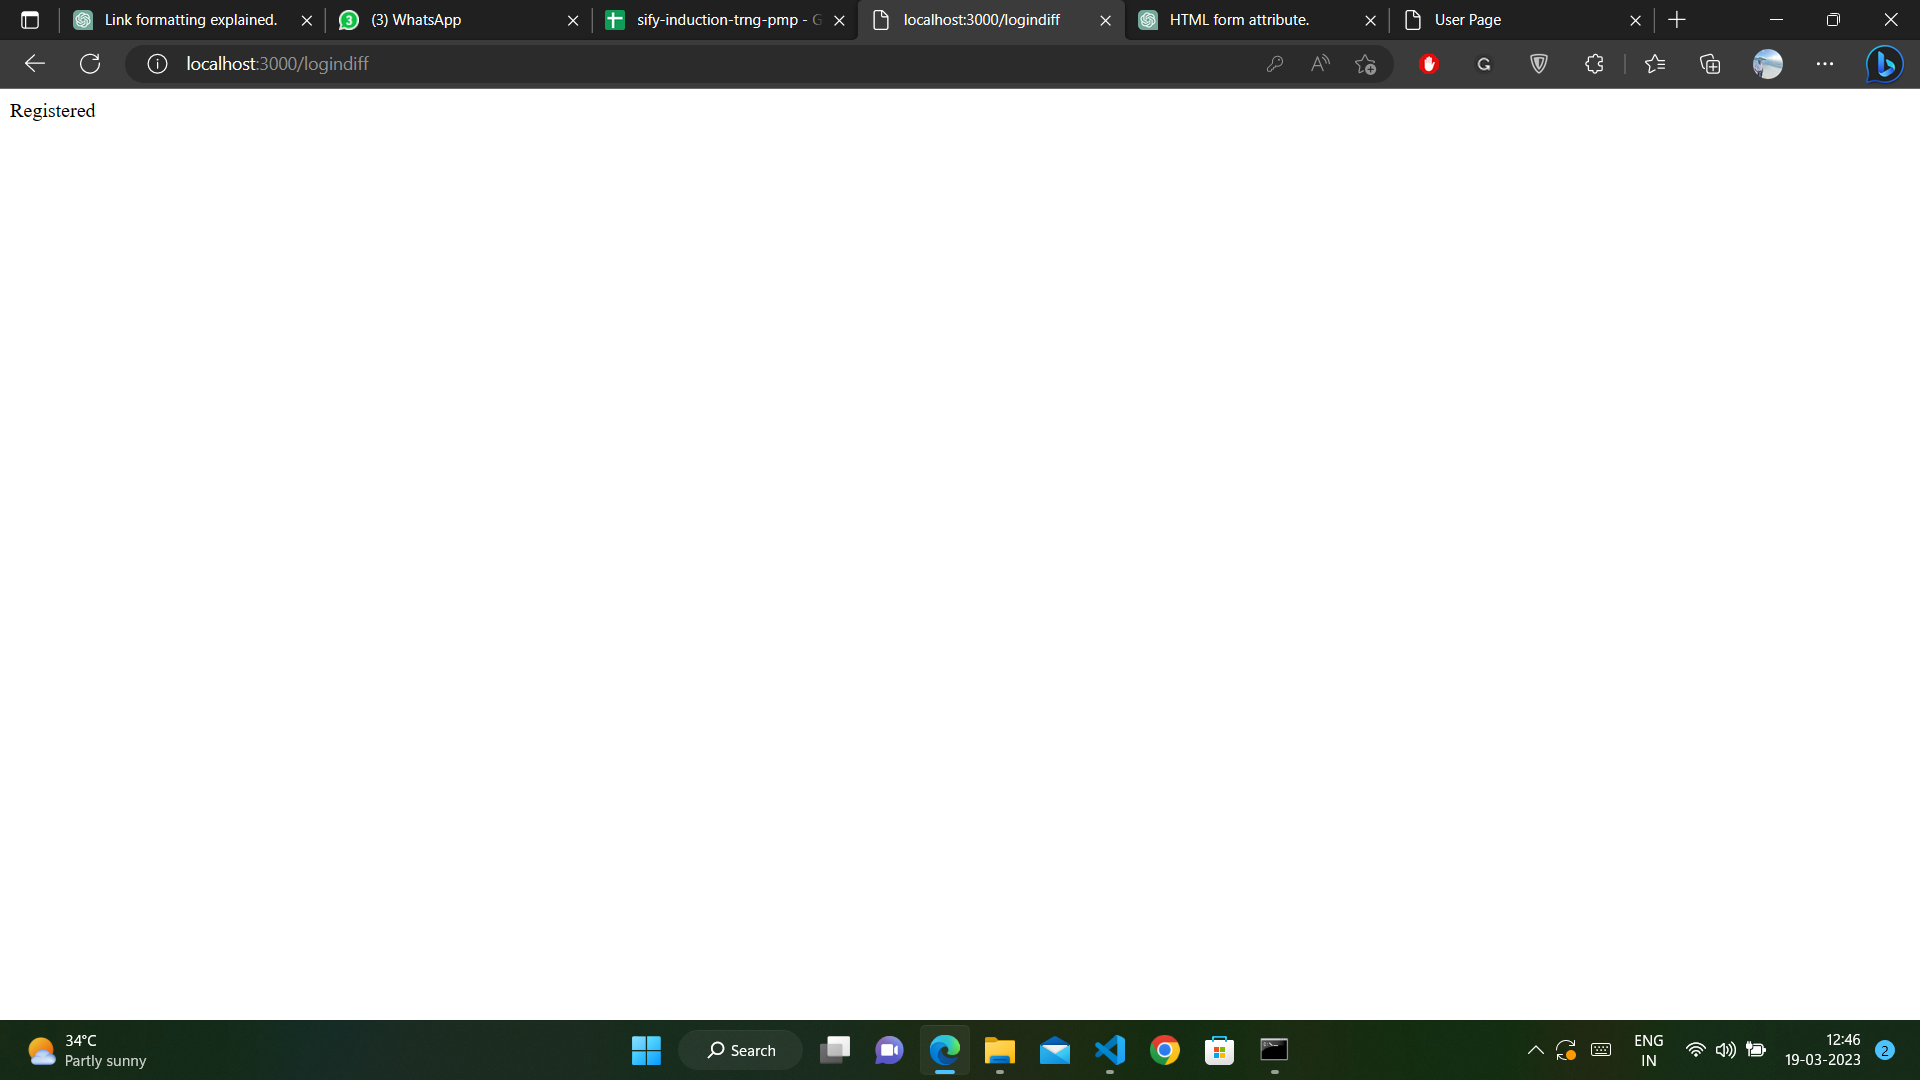 Link formatting explained.
3
(3) WhatsApp
sify-induction-trng-pmp - G
localhost:3000/logindiff
HTML form attribute.
User Page
localhost:3000/logindiff
Registered
34°C
Partly sunny
Search
ENG
IN
12:46
19-03-2023
2